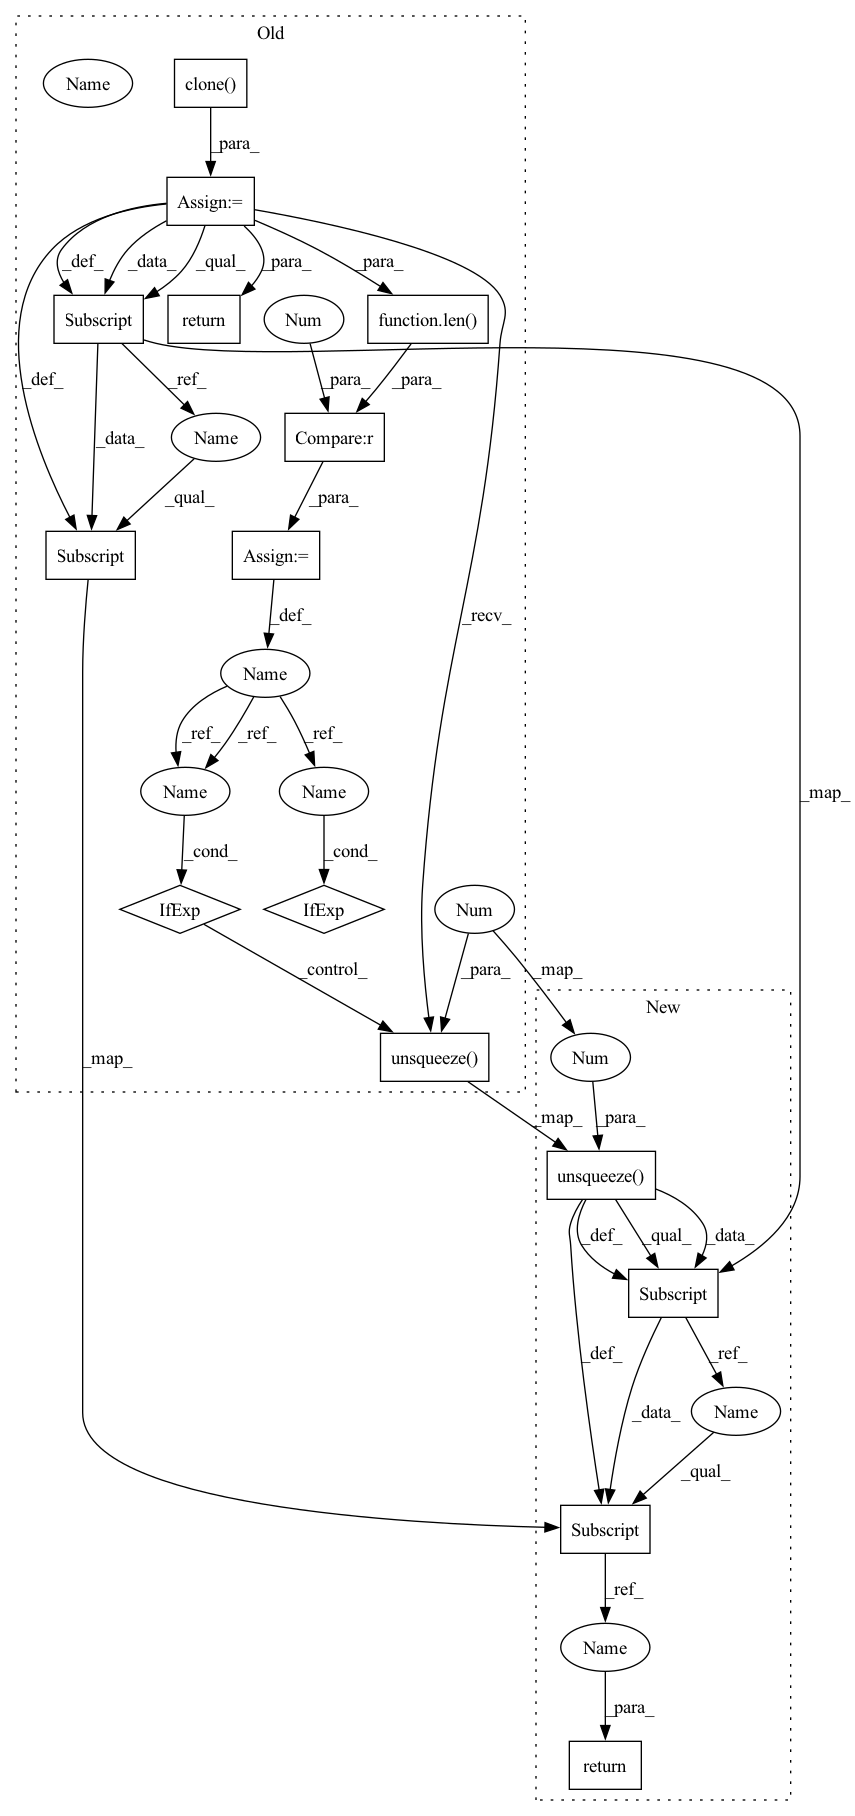 Old
Name
clone()
_para_
Assign:=
_def_
_data_
_qual_
_para_
_para_
Subscript
return
Num
function.len()
_def_
_ref_
_para_
_para_
_data_
Name
Compare:r
_qual_
_para_
Subscript
Assign:=
_def_
_recv_
Name
_ref_
_ref_
_ref_
Name
Name
_map_
_cond_
_cond_
IfExp
IfExp
Num
_control_
_para_
_map_
New
unsqueeze()
Num
_map_
_map_
_para_
unsqueeze()
_def_
_qual_
_data_
Subscript
_def_
_ref_
_data_
Name
_qual_
Subscript
_ref_
Name
_para_
return